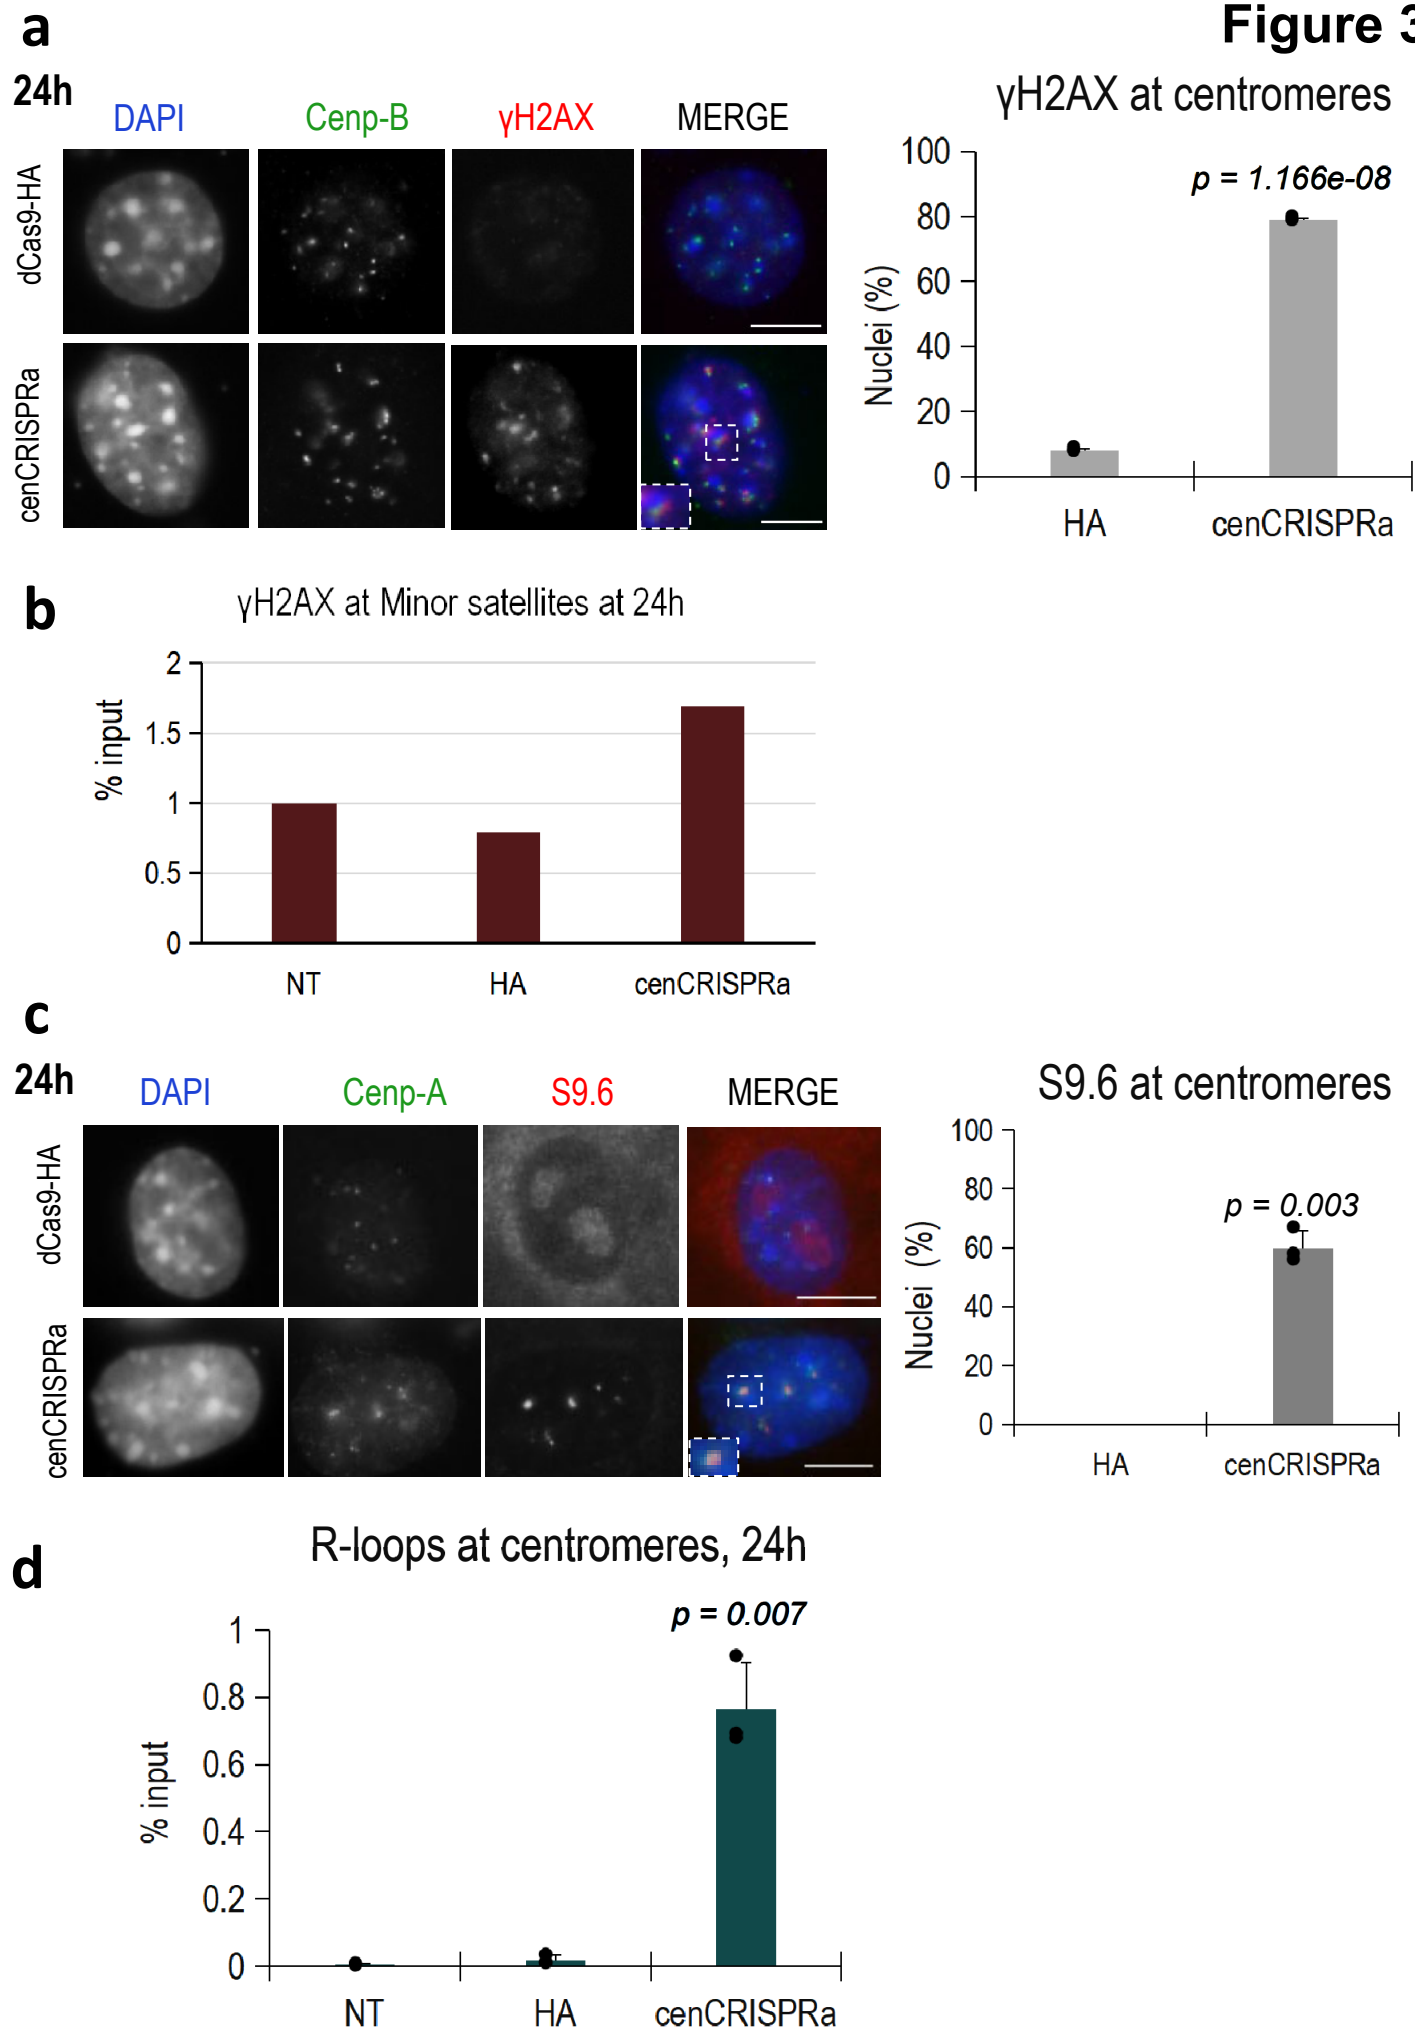 a
Figure 3
24h
DAPI
Cenp-B
γH2AX
MERGE
dCas9-HA
cenCRISPRa
γH2AX at centromeres
p = 1.166e-08
Nuclei (%)
100
80
60
40
20
0
HA
cenCRISPRa
b
γH2AX at Minor satellites at 24h
% input
2
1.5
1
0.5
0
NT
HA
cenCRISPRa
c
24h
DAPI
Cenp-A
S9.6
MERGE
dCas9-HA
cenCRISPRa
S9.6 at centromeres
p = 0.003
Nuclei (%)
100
80
60
40
20
0
HA
cenCRISPRa
d
R-loops at centromeres, 24h
p = 0.007
% input
1
0.8
0.6
0.4
0.2
0
NT
HA
cenCRISPRa